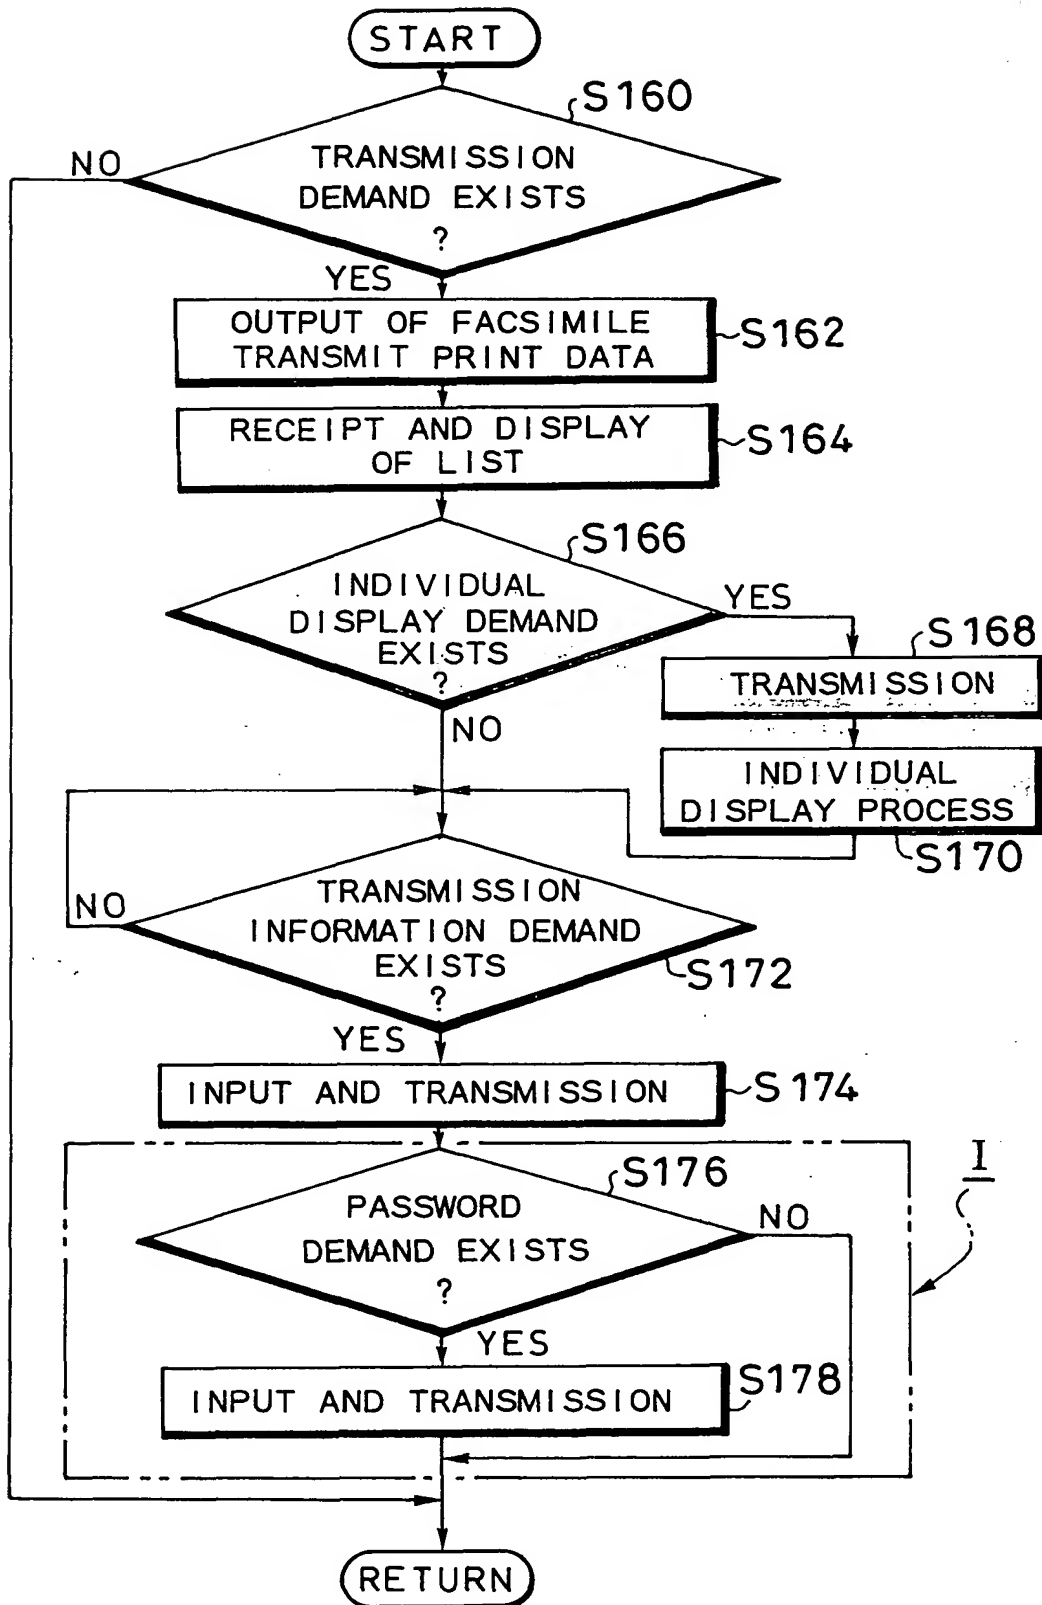 START
S160
NO
TRANSMISSION
DEMAND EXISTS
?
YES
OUTPUT OF FACSIMILE
TRANSMIT PRINT DATA
S162
RECEIPT AND DISPLAY
OF LIST
S164
S166
INDIVIDUAL
DISPLAY DEMAND
EXISTS
?
YES
NO
S168
TRANSMISSION
INDIVIDUAL
DISPLAY PROCESS
S170
NO
TRANSMISSION
INFORMATION DEMAND
EXISTS
?
S172
YES
INPUT AND TRANSMISSION
S174
I
S176
PASSWORD
DEMAND EXISTS
?
NO
YES
INPUT AND TRANSMISSION
S178
RETURN